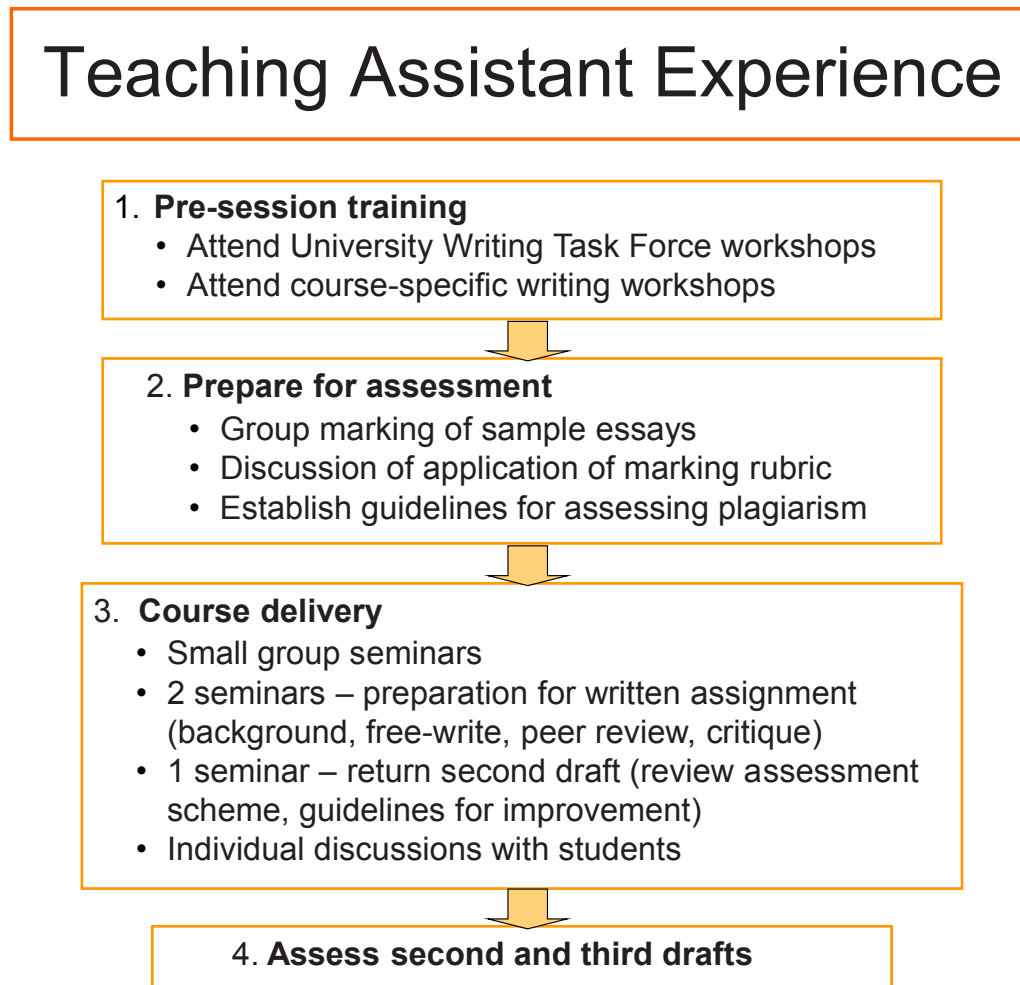 Teaching Assistant Experience
1. Pre-session training
• Attend University Writing Task Force workshops
• Attend course-specific writing workshops
2. Prepare for assessment
• Group marking of sample essays
• Discussion of application of marking rubric
• Establish guidelines for assessing plagiarism
3. Course delivery
• Small group seminars
• 2 seminars – preparation for written assignment
(background, free-write, peer review, critique)
• 1 seminar – return second draft (review assessment
scheme, guidelines for improvement)
• Individual discussions with students
4. Assess second and third drafts